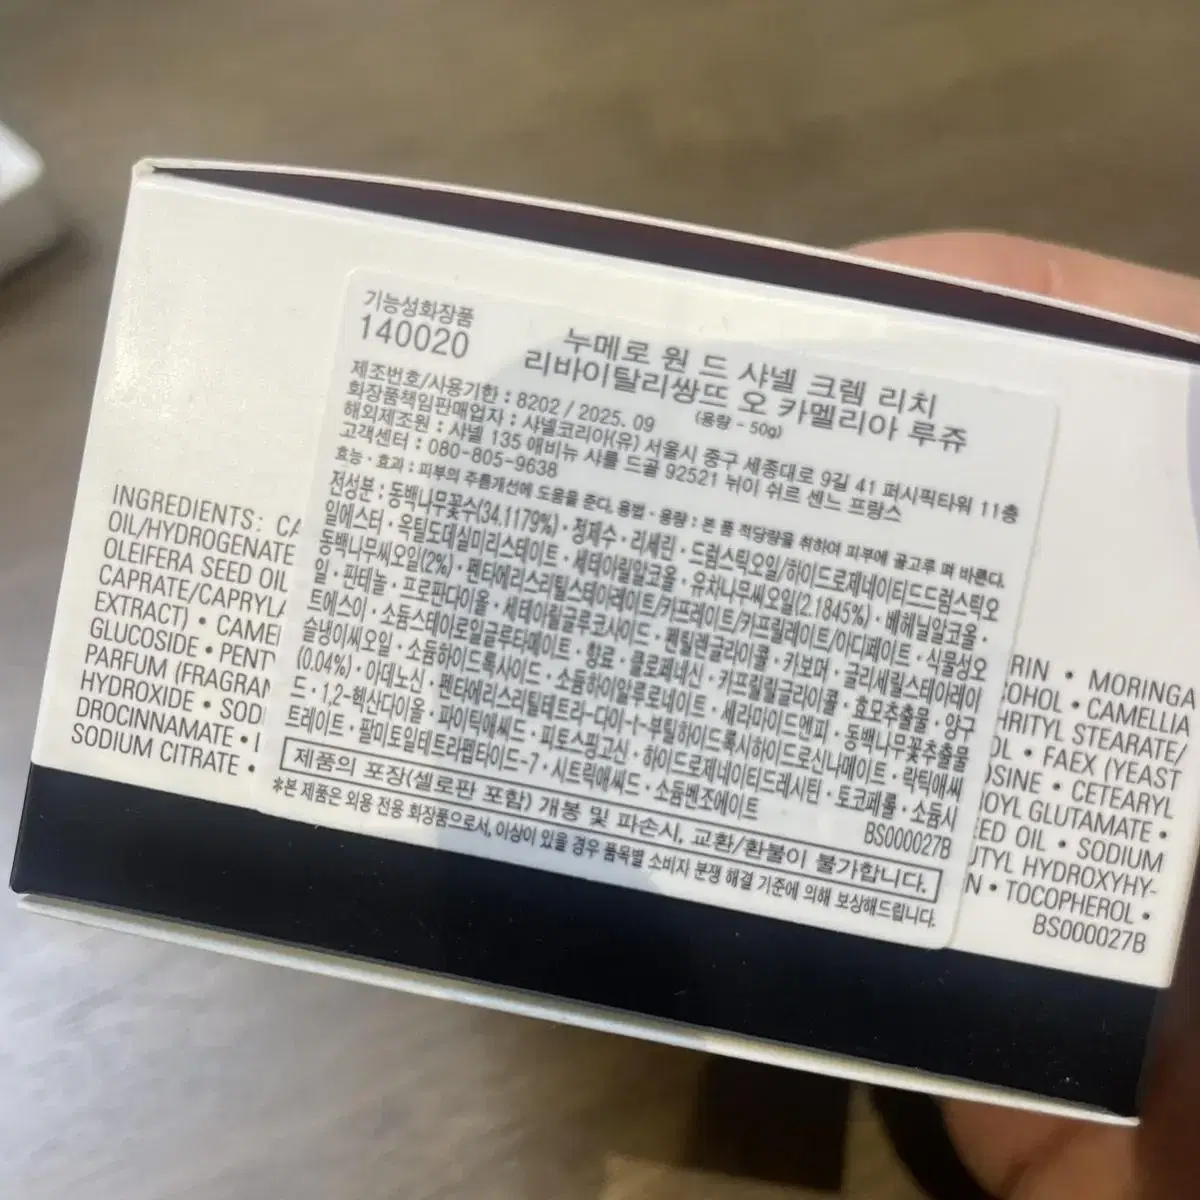 기능성화장품
140020
누메로 원 드 샤넬 크렘 리치
리바이탈리쌍뜨 오 카멜리아 루쥬
(용량 - 50g)
제조번호/사용기한 : 8202 / 2025. 09
화장품책임판매업자 : 샤넬코리아(유) 서울시 중구 세종대로 9길 41 퍼시픽타워 11층
해외제조원 : 샤넬 135 애비뉴 샤를 드골 92521 뉘이 쉬르 센느 프랑스
고객센터 : 080-805-9638
효능 · 효과 : 피부의 주름개선에 도움을 준다. 용법 · 용량 : 본 품 적당량을 취하여 피부에 골고루 펴 바른다.
전성분 : 동백나무꽃수(34.1179%) · 정제수 · 리세린 · 드럼스틱오일/하이드로제네이티드드럼스틱오
일에스터 · 옥틸도데실미리스테이트 · 세테아릴알코올 · 유차나무씨오일(2.1845%) · 베헤닐알코올 ·
동백나무씨오일(2%) · 펜타에리스리틸스테아레이트/카프레이트/카프릴레이트/아디페이트 · 식물성오
일 · 판테놀 · 프로판다이올 · 세테아릴글루코사이드 · 펜틸렌글라이콜 · 카보머 · 글리세릴스테아레이
트에스이 · 소듐스테아로일글루타메이트 · 향료 · 클로페네신 · 카프릴릴글라이콜 · 효모추출물 · 양구
슬냉이씨오일 · 소듐하이드록사이드 · 소듐하이알루로네이트 · 세라마이드엔피 · 동백나무꽃추출물
(0.04%) · 아데노신 · 펜타에리스리틸테트라-다이-t-부틸하이드록시하이드로신나메이트 · 락틱애씨
드 · 1,2-헥산다이올 · 파이틱애씨드 · 피토스핑고신 · 하이드로제네이티드레시틴 · 토코페롤 · 소듐시
트레이트 · 팔미토일테트라펩타이드-7 · 시트릭애씨드 · 소듐벤조에이트
BS000027B
제품의 포장(셀로판 포함) 개봉 및 파손시, 교환/환불이 불가합니다.
*본 제품은 외용 전용 화장품으로서, 이상이 있을 경우 품목별 소비자 분쟁 해결 기준에 의해 보상해드립니다.
INGREDIENTS: CA
OIL/HYDROGENATE
OLEIFERA SEED OIL
CAPRATE/CAPRYLA
EXTRACT) • CAME
GLUCOSIDE • PENT
PARFUM (FRAGRAN
HYDROXIDE • SOD
DROCINNAMATE •
SODIUM CITRATE •
RIN • MORINGA
OHOL • CAMELLIA
HRITYL STEARATE/
OL • FAEX (YEAST
OSINE • CETEARYL
OYL GLUTAMATE •
ED OIL • SODIUM
UTYL HYDROXYHY-
N • TOCOPHEROL •
BS000027B